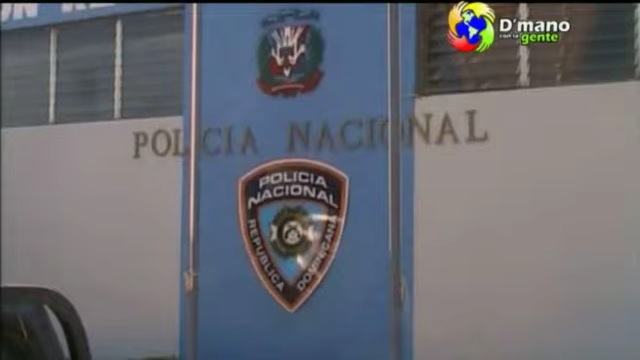 D'mano
con la
gente
POLICIA NACIONAL
POLICIA
NACIONAL
REPUBLICA DOMINICANA